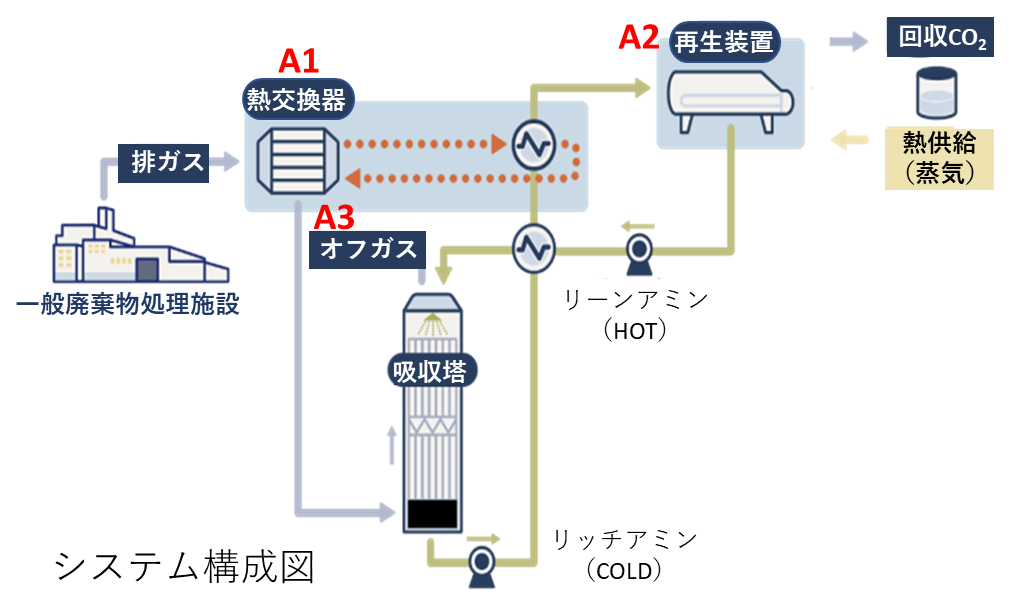 A1
熱交換器
A2
再生装置
回収CO₂
熱供給
（蒸気）
排ガス
A3
オフガス
一般廃棄物処理施設
リーンアミン
（HOT）
吸収塔
リッチアミン
（COLD）
システム構成図